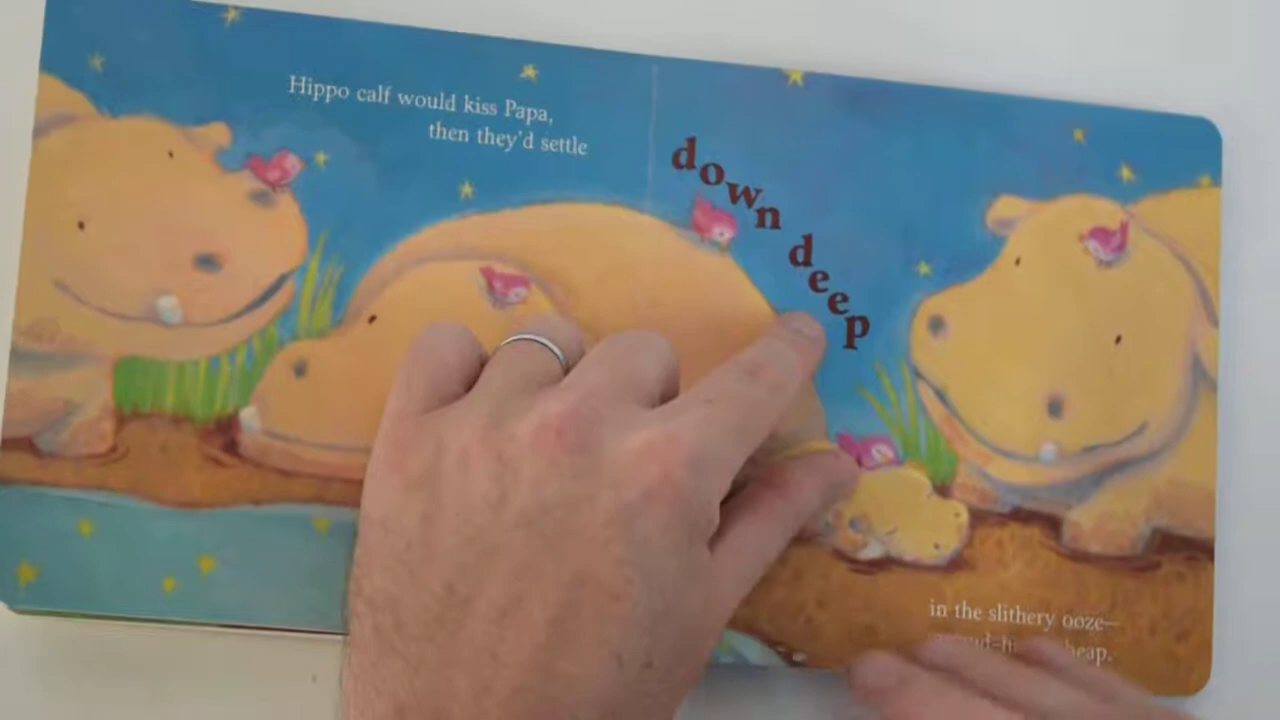 Hippo calf would kiss Papa,
then they'd settle
down
deep
in the slithery ooze—
heap.